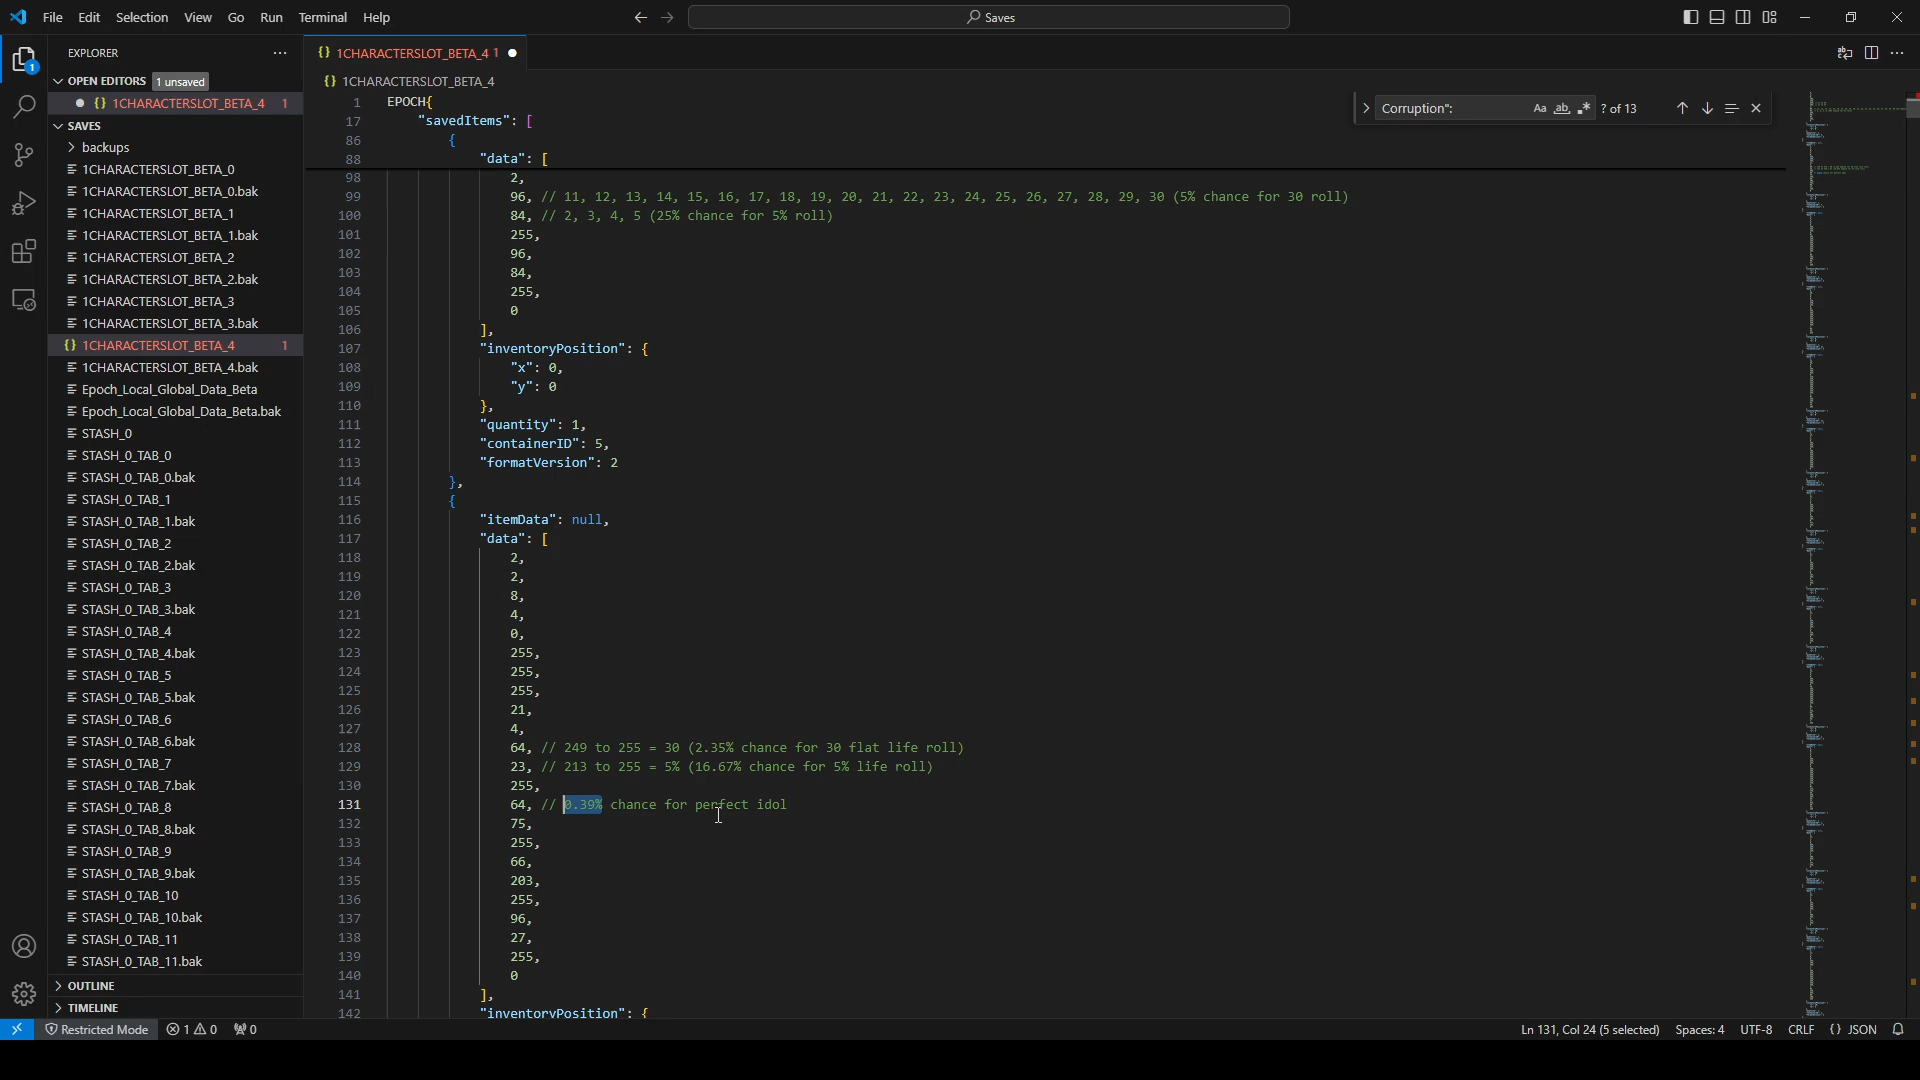 File Edit Selection View Go Run Terminal Help
Saves
EXPLORER
OPEN EDITORS 1 unsaved
1CHARACTERSLOT_BETA_4 1
SAVES
backups
1CHARACTERSLOT_BETA_0
1CHARACTERSLOT_BETA_0.bak
1CHARACTERSLOT_BETA_1
1CHARACTERSLOT_BETA_1.bak
1CHARACTERSLOT_BETA_2
1CHARACTERSLOT_BETA_2.bak
1CHARACTERSLOT_BETA_3
1CHARACTERSLOT_BETA_3.bak
{} 1CHARACTERSLOT_BETA_4 1
1CHARACTERSLOT_BETA_4.bak
Epoch_Local_Global_Data_Beta
Epoch_Local_Global_Data_Beta.bak
STASH_0
STASH_0_TAB_0
STASH_0_TAB_0.bak
STASH_0_TAB_1
STASH_0_TAB_1.bak
STASH_0_TAB_2
STASH_0_TAB_2.bak
STASH_0_TAB_3
STASH_0_TAB_3.bak
STASH_0_TAB_4
STASH_0_TAB_4.bak
STASH_0_TAB_5
STASH_0_TAB_5.bak
STASH_0_TAB_6
STASH_0_TAB_6.bak
STASH_0_TAB_7
STASH_0_TAB_7.bak
STASH_0_TAB_8
STASH_0_TAB_8.bak
STASH_0_TAB_9
STASH_0_TAB_9.bak
STASH_0_TAB_10
STASH_0_TAB_10.bak
STASH_0_TAB_11
STASH_0_TAB_11.bak
OUTLINE
TIMELINE
{} 1CHARACTERSLOT_BETA_4 1
{} 1CHARACTERSLOT_BETA_4
Corruption": Aa ab .* ? of 13
1 EPOCH{
17 "savedItems": [
86 {
88 "data": [
98 2,
99 96, // 11, 12, 13, 14, 15, 16, 17, 18, 19, 20, 21, 22, 23, 24, 25, 26, 27, 28, 29, 30 (5% chance for 30 roll)
100 84, // 2, 3, 4, 5 (25% chance for 5% roll)
101 255,
102 96,
103 84,
104 255,
105 0
106 ],
107 "inventoryPosition": {
108 "x": 0,
109 "y": 0
110 },
111 "quantity": 1,
112 "containerID": 5,
113 "formatVersion": 2
114 },
115 {
116 "itemData": null,
117 "data": [
118 2,
119 2,
120 8,
121 4,
122 0,
123 255,
124 255,
125 255,
126 21,
127 4,
128 64, // 249 to 255 = 30 (2.35% chance for 30 flat life roll)
129 23, // 213 to 255 = 5% (16.67% chance for 5% life roll)
130 255,
131 64, // 0.39% chance for perfect idol
132 75,
133 255,
134 66,
135 203,
136 255,
137 96,
138 27,
139 255,
140 0
141 ],
142 "inventoryPosition": {
Restricted Mode 1 0 0
Ln 131, Col 24 (5 selected) Spaces: 4 UTF-8 CRLF {} JSON